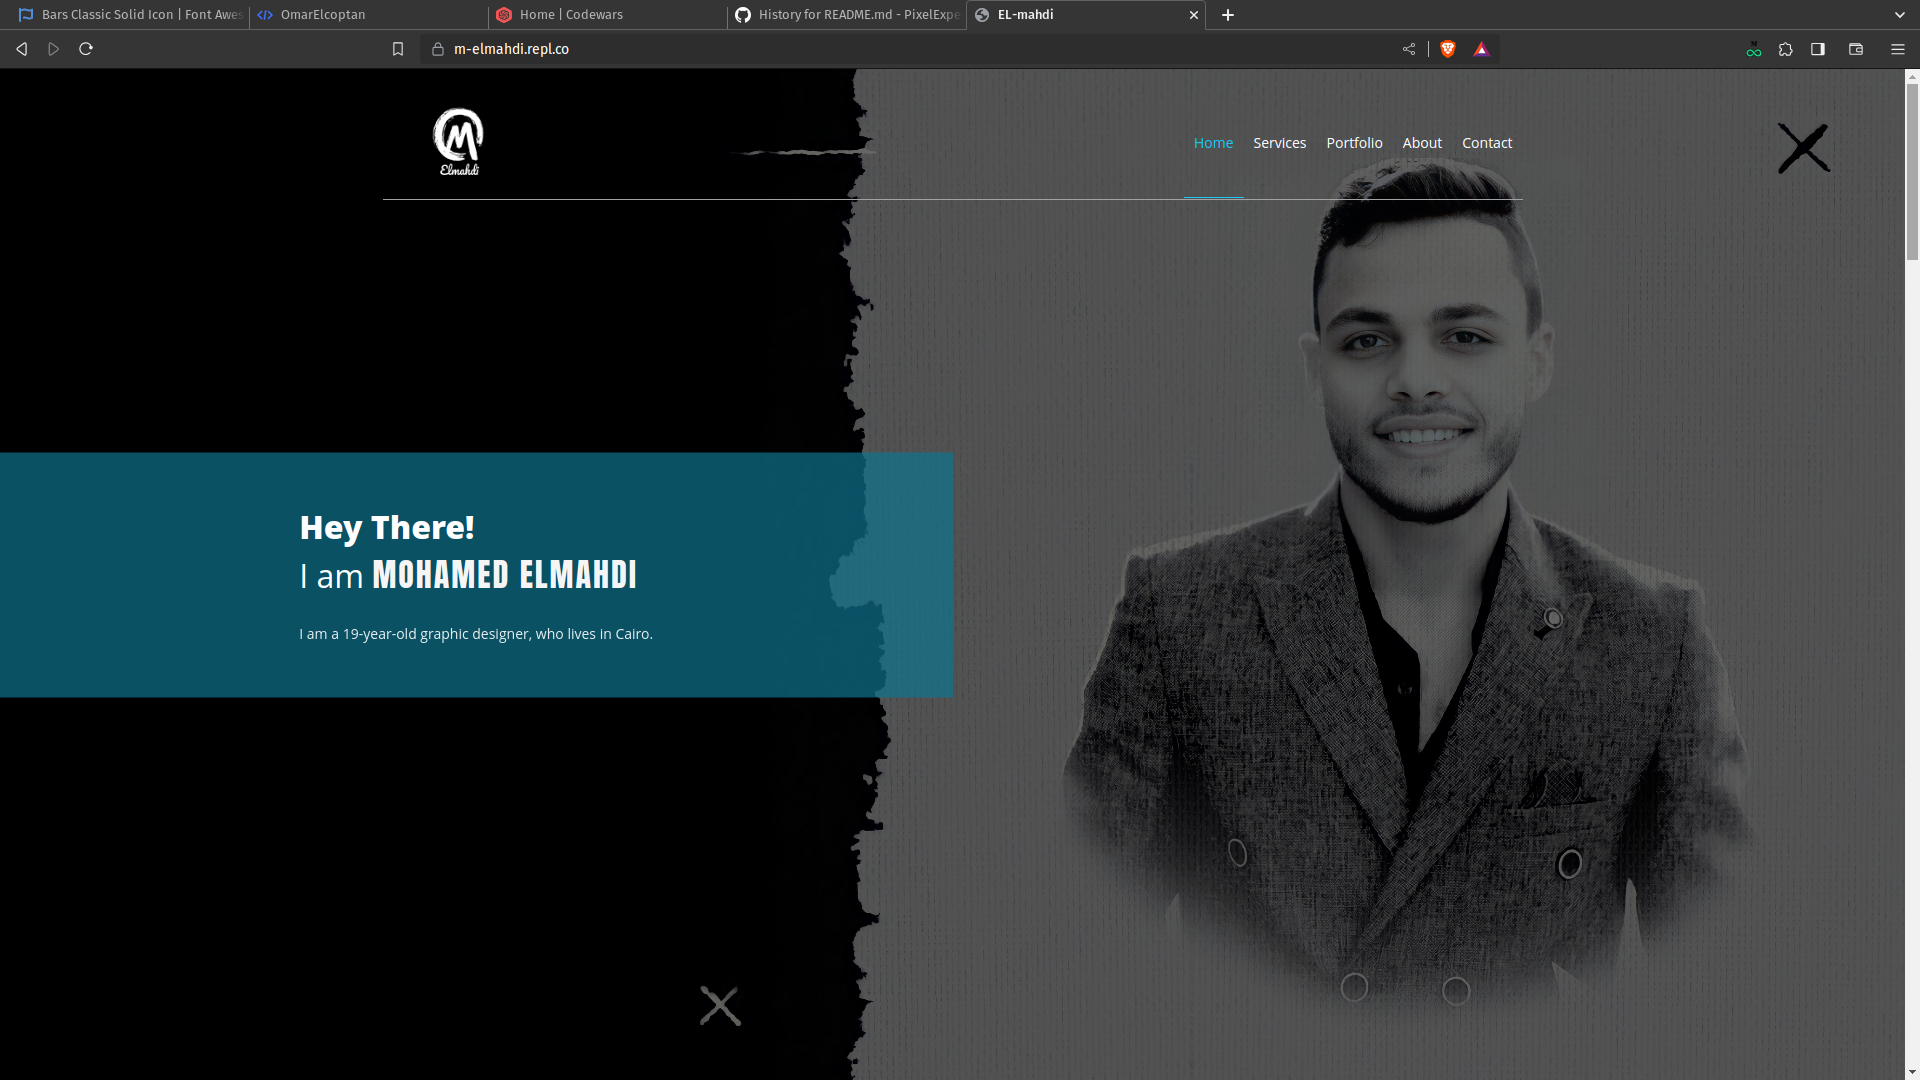 Bars Classic Solid Icon | Font Awes
OmarElcoptan
Home | Codewars
History for README.md - PixelExpe
EL-mahdi
m-elmahdi.repl.co
M
Elmahdi
Home
Services
Portfolio
About
Contact
Hey There!
I am MOHAMED ELMAHDI
I am a 19-year-old graphic designer, who lives in Cairo.